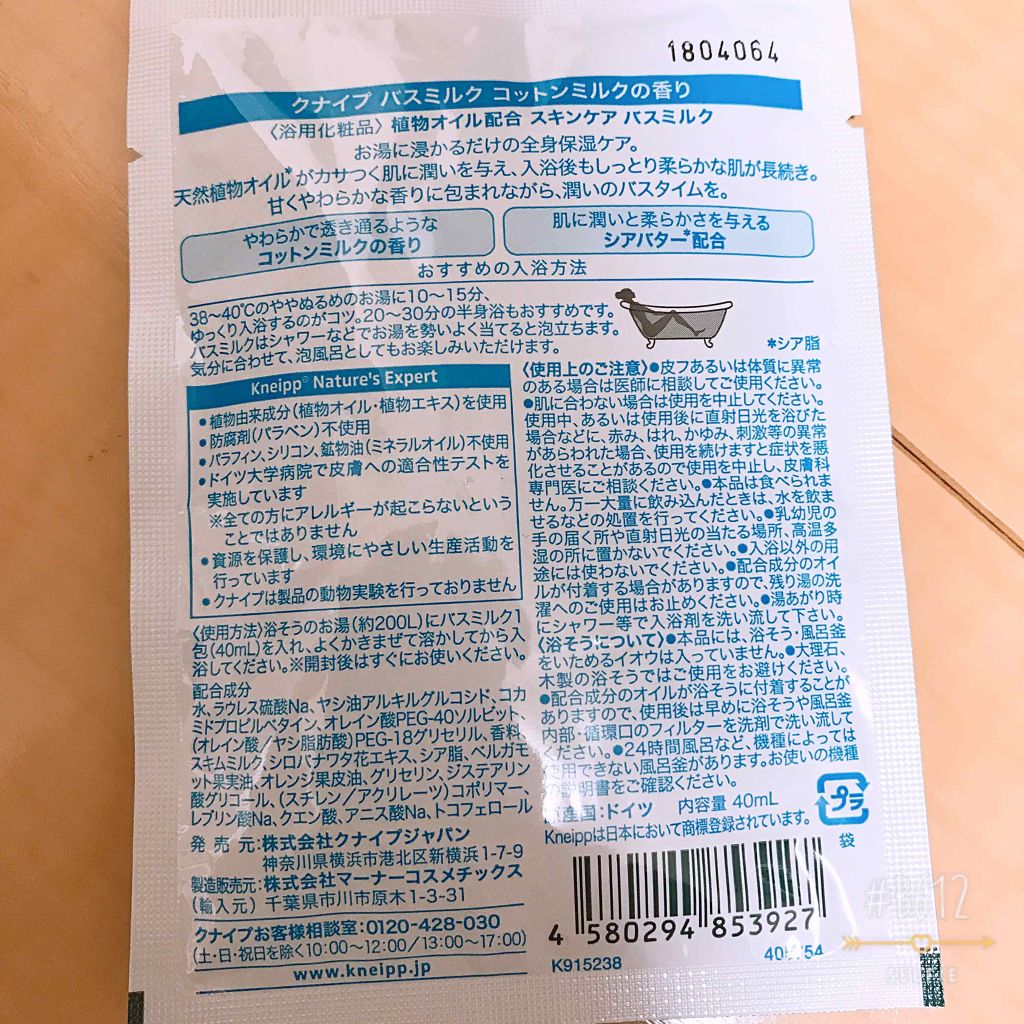 1804064
クナイプ バスミルク コットンミルクの香り
〈浴用化粧品〉植物オイル配合 スキンケア バスミルク
お湯に浸かるだけの全身保湿ケア。
天然植物オイル*がカサつく肌に潤いを与え、入浴後もしっとり柔らかな肌が長続き。
甘くやわらかな香りに包まれながら、潤いのバスタイムを。
やわらかで透き通るような
コットンミルクの香り
肌に潤いと柔らかさを与える
シアバター*配合
おすすめの入浴方法
38〜40℃のややぬるめのお湯に10〜15分、
ゆっくり入浴するのがコツ。20〜30分の半身浴もおすすめです。
バスミルクはシャワーなどでお湯を勢いよく当てると泡立ちます。
気分に合わせて、泡風呂としてもお楽しみいただけます。
*シア脂
Kneipp® Nature's Expert
●植物由来成分(植物オイル・植物エキス)を使用
●防腐剤(パラベン)不使用
●パラフィン、シリコン、鉱物油(ミネラルオイル)不使用
●ドイツ大学病院で皮膚への適合性テストを
実施しています
※全ての方にアレルギーが起こらないという
ことではありません
●資源を保護し、環境にやさしい生産活動を
行っています
●クナイプは製品の動物実験を行っておりません
〈使用方法〉浴そうのお湯(約200L)にバスミルク1
包(40mL)を入れ、よくかきまぜて溶かしてから入
浴してください。※開封後はすぐにお使いください。
配合成分
水、ラウレス硫酸Na、ヤシ油アルキルグルコシド、コカ
ミドプロピルベタイン、オレイン酸PEG-40ソルビット、
(オレイン酸/ヤシ脂肪酸)PEG-18グリセリル、香料、
スキムミルク、シロバナワタ花エキス、シア脂、ベルガモ
ット果実油、オレンジ果皮油、グリセリン、ジステアリン
酸グリコール、(スチレン/アクリレーツ)コポリマー、
レブリン酸Na、クエン酸、アニス酸Na、トコフェロール
発売元:株式会社クナイプジャパン
神奈川県横浜市港北区新横浜1-7-9
製造販売元:株式会社マーナーコスメチックス
(輸入元) 千葉県市川市原木1-3-31
クナイプお客様相談室:0120-428-030
(土・日・祝日を除く10:00〜12:00/13:00〜17:00)
www.kneipp.jp
〈使用上のご注意〉●皮フあるいは体質に異常
のある場合は医師に相談してご使用ください。
●肌に合わない場合は使用を中止してください。
使用中、あるいは使用後に直射日光を浴びた
場合などに、赤み、はれ、かゆみ、刺激等の異常
があらわれた場合、使用を続けますと症状を悪
化させることがあるので使用を中止し、皮膚科
専門医にご相談ください。●本品は食べられま
せん。万一大量に飲み込んだときは、水を飲ま
せるなどの処置を行ってください。●乳幼児の
手の届く所や直射日光の当たる場所、高温多
湿の所に置かないでください。●入浴以外の用
途には使わないでください。●配合成分のオイ
ルが付着する場合がありますので、残り湯の洗
濯へのご使用はお止めください。●湯あがり時
にシャワー等で入浴剤を洗い流して下さい。
〈浴そうについて〉●本品には、浴そう・風呂釜
をいためるイオウは入っていません。●大理石、
木製の浴そうではご使用をお避けください。
●配合成分のオイルが浴そうに付着することが
ありますので、使用後は早めに浴そうや風呂釜
内部・循環口のフィルターを洗剤で洗い流して
ください。●24時間風呂など、機種によっては
使用できない風呂釜があります。お使いの機種
の説明書をご確認ください。
原産国:ドイツ 内容量 40mL
Kneippは日本において商標登録されています。
プラ
袋
4 580294 853927
K915238
#B612
SELFIE